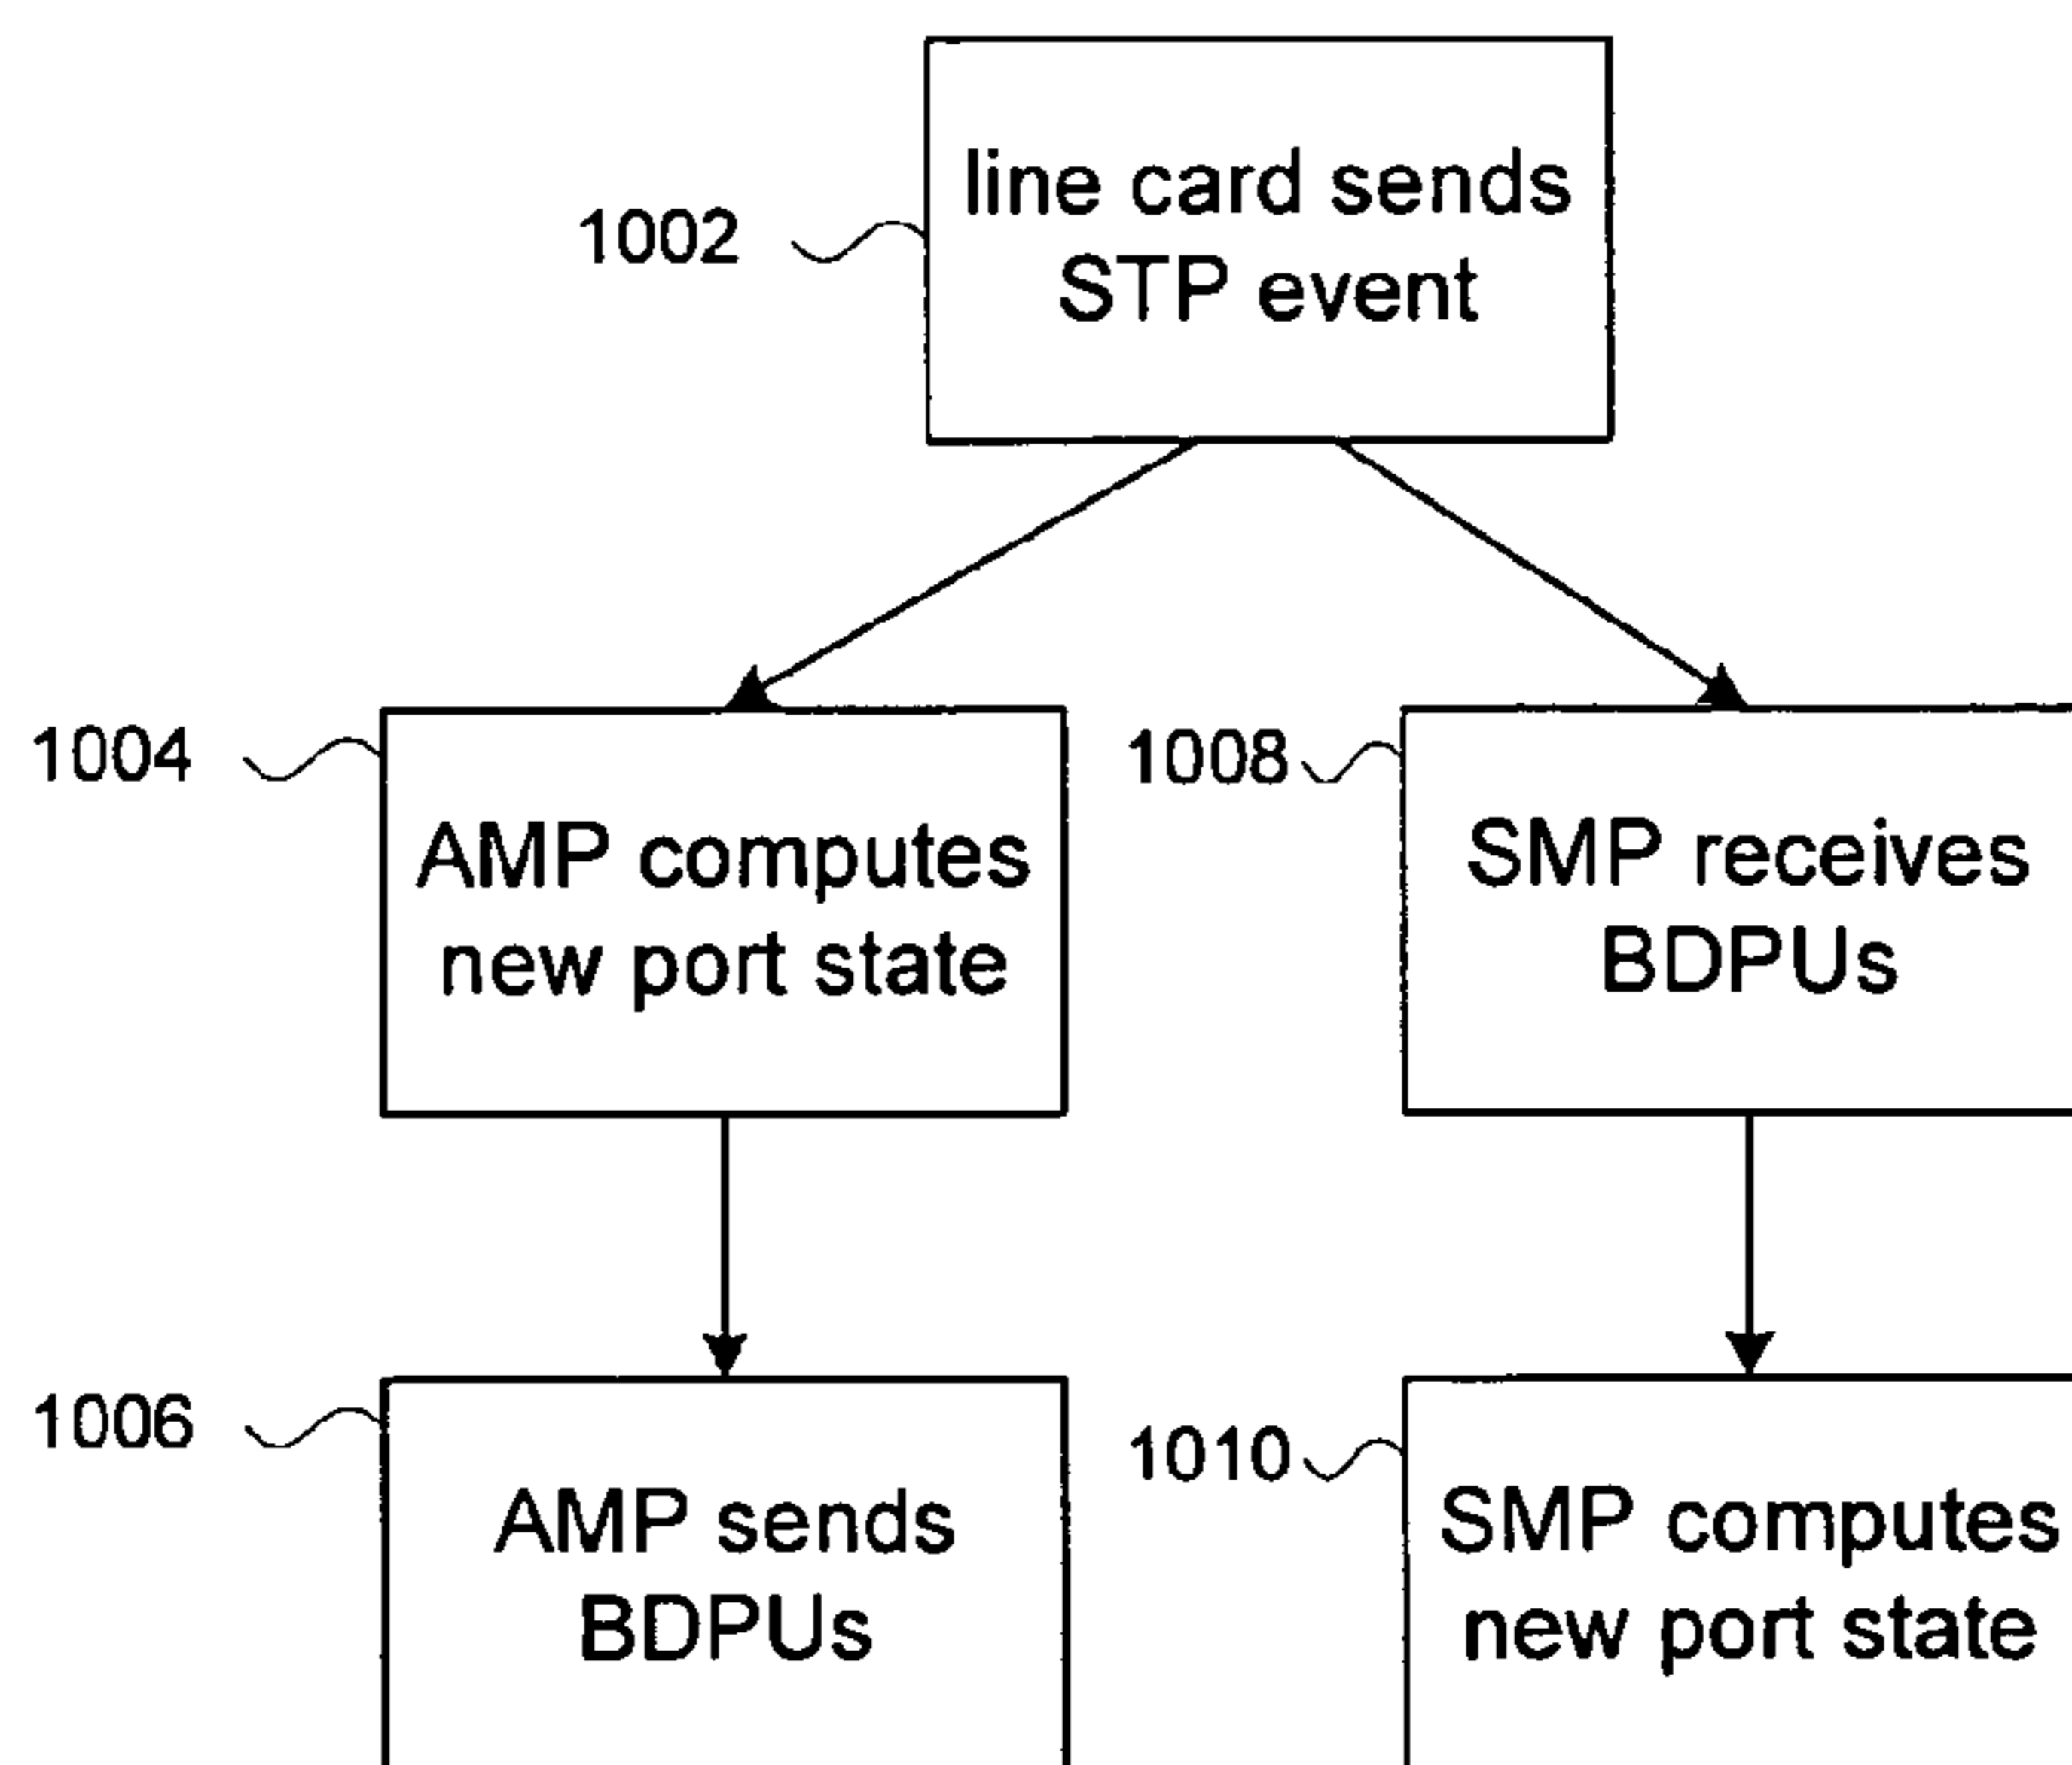 1002
line card sends
STP event
1004
AMP computes
new port state
1008
SMP receives
BDPUs
1006
AMP sends
BDPUs
1010
SMP computes
new port state